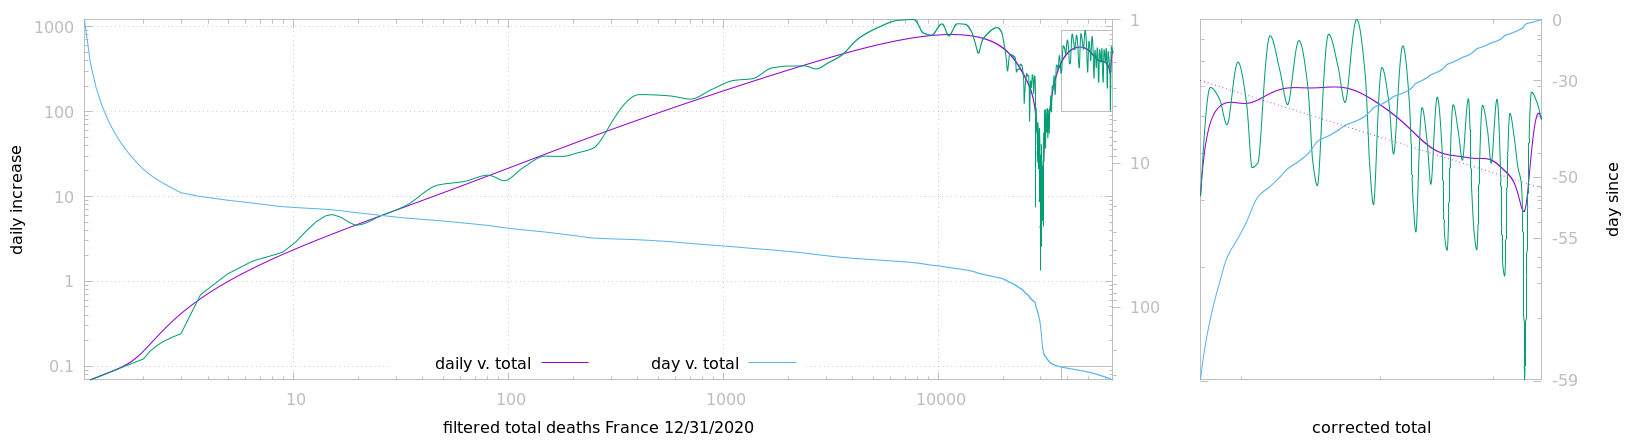 1000
100
10
1
0.1
daily increase
daily v. total
day v. total
10
100
1000
10000
filtered total deaths France 12/31/2020
1
10
100
0
-30
-50
-55
-59
day since
corrected total